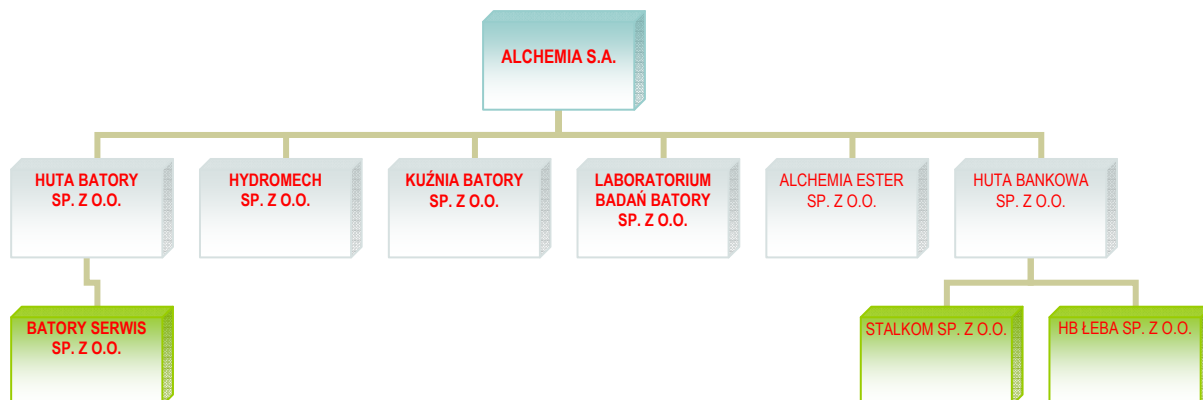 ALCHEMIA S.A.
HUTA BATORY
SP. Z O.O.
HYDROMECH
SP. Z O.O.
KUŹNIA BATORY
SP. Z O.O.
LABORATORIUM
BADAŃ BATORY
SP. Z O.O.
ALCHEMIA ESTER
SP. Z O.O.
HUTA BANKOWA
SP. Z O.O.
BATORY SERWIS
SP. Z O.O.
STALKOM SP. Z O.O.
HB ŁEBA SP. Z O.O.